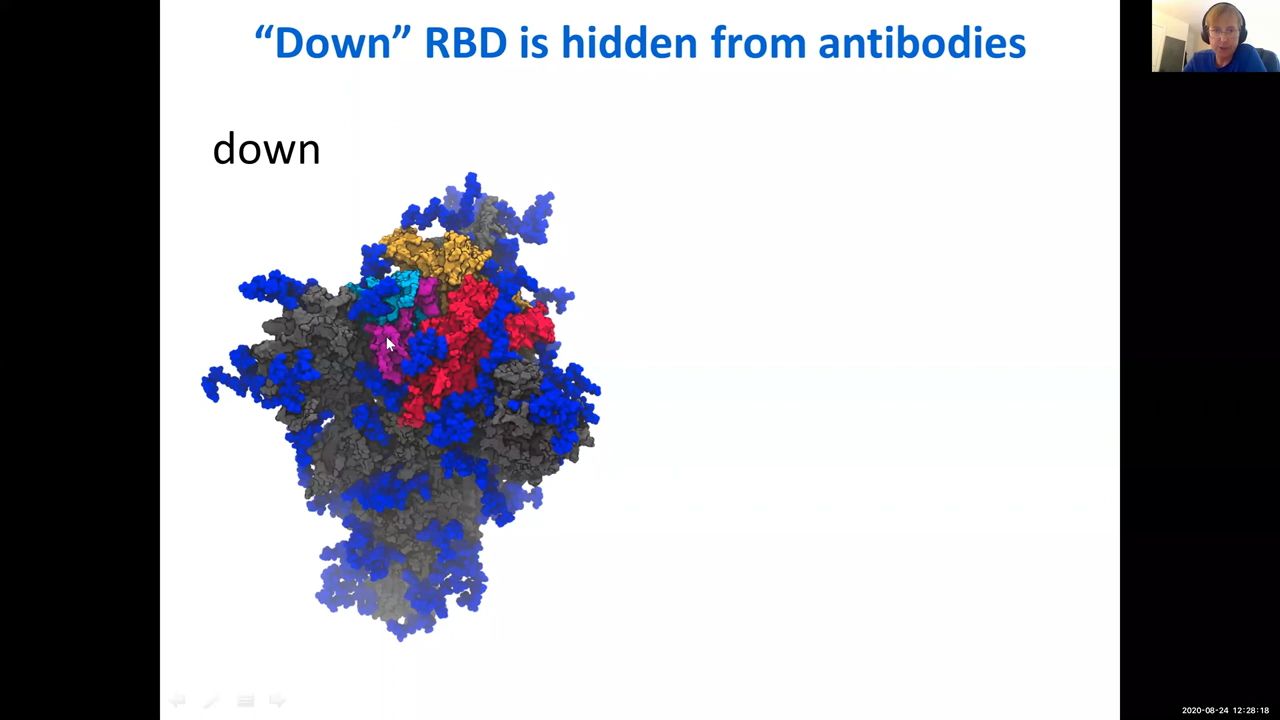 “Down” RBD is hidden from antibodies
down
2020-08-24 12:28:18